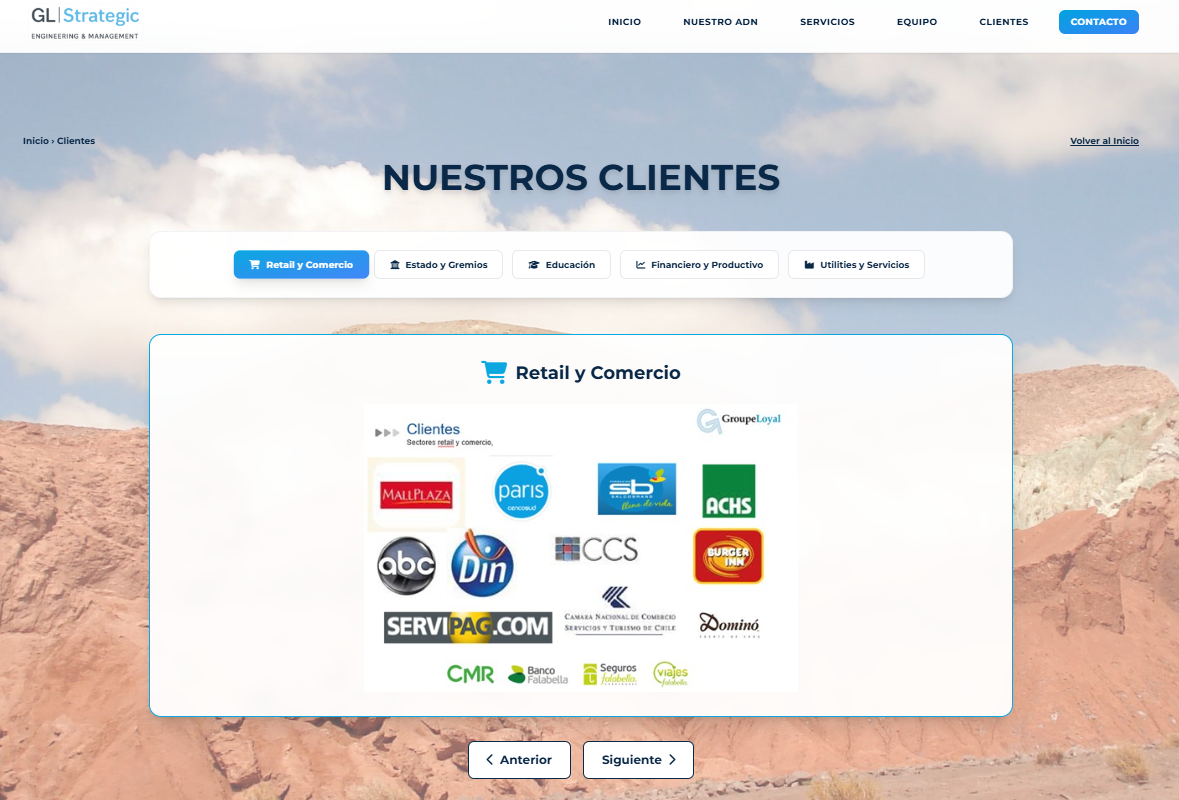 GL Strategic
ENGINEERING & MANAGEMENT
INICIO
NUESTRO ADN
SERVICIOS
EQUIPO
CLIENTES
CONTACTO
Inicio › Clientes
Volver al Inicio
NUESTROS CLIENTES
Retail y Comercio
Estado y Gremios
Educación
Financiero y Productivo
Utilities y Servicios
Retail y Comercio
Clientes
Sectores retail y comercio,
GroupeLoyal
MALLPLAZA
paris
cencosud
sb
SALCOBRAND
llena de vida
ACHS
abc
Din
CCS
BURGER
INN
SERVIPAG.COM
CAMARA NACIONAL DE COMERCIO
SERVICIOS Y TURISMO DE CHILE
Dominó
FUENTE DE SODA
CMR
Banco
Falabella
Seguros
falabella.
viajes
falabella.
Anterior
Siguiente